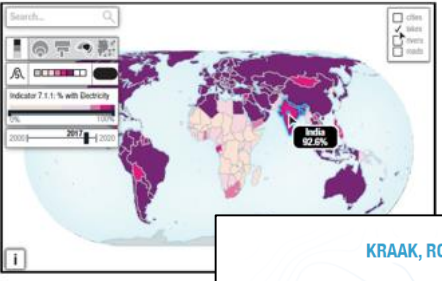 Search...
cities
lakes
rivers
roads
Indicator 7.1.1: % with Electricity
0% 100%
2017
2000 2020
India
92.6%
i
KRAAK, RO